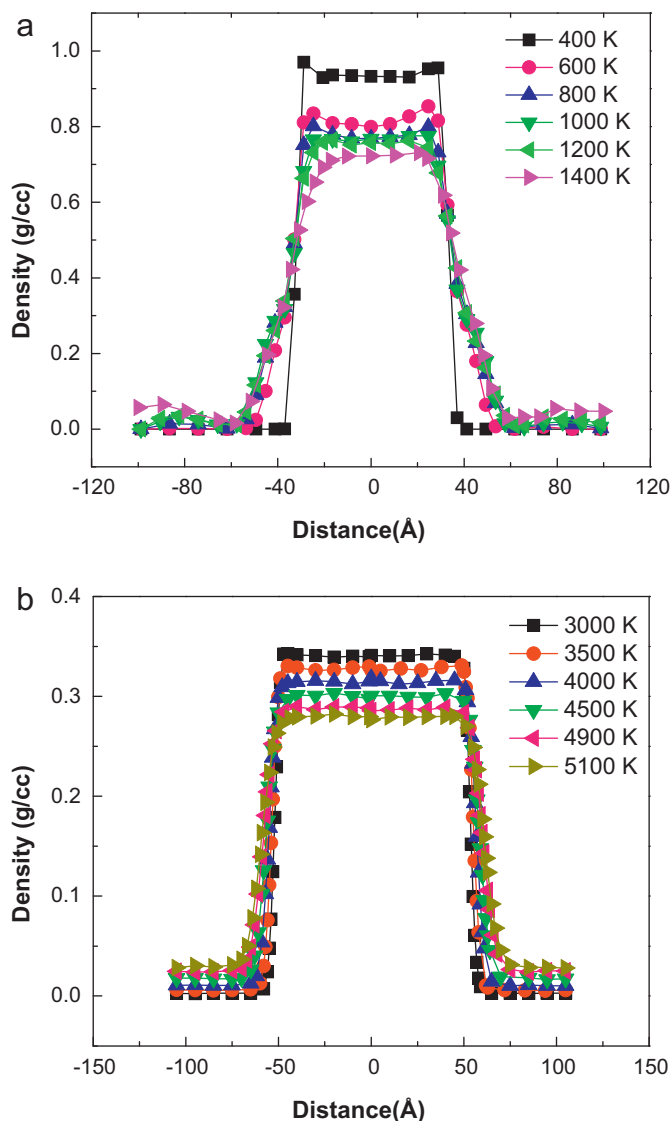 a
1.0
0.8
0.6
0.4
0.2
0.0
Density (g/cc)
400 K
600 K
800 K
1000 K
1200 K
1400 K
-120 -80 -40 0 40 80 120
Distance(Å)
b
0.4
0.3
0.2
0.1
0.0
Density (g/cc)
3000 K
3500 K
4000 K
4500 K
4900 K
5100 K
-150 -100 -50 0 50 100 150
Distance(Å)